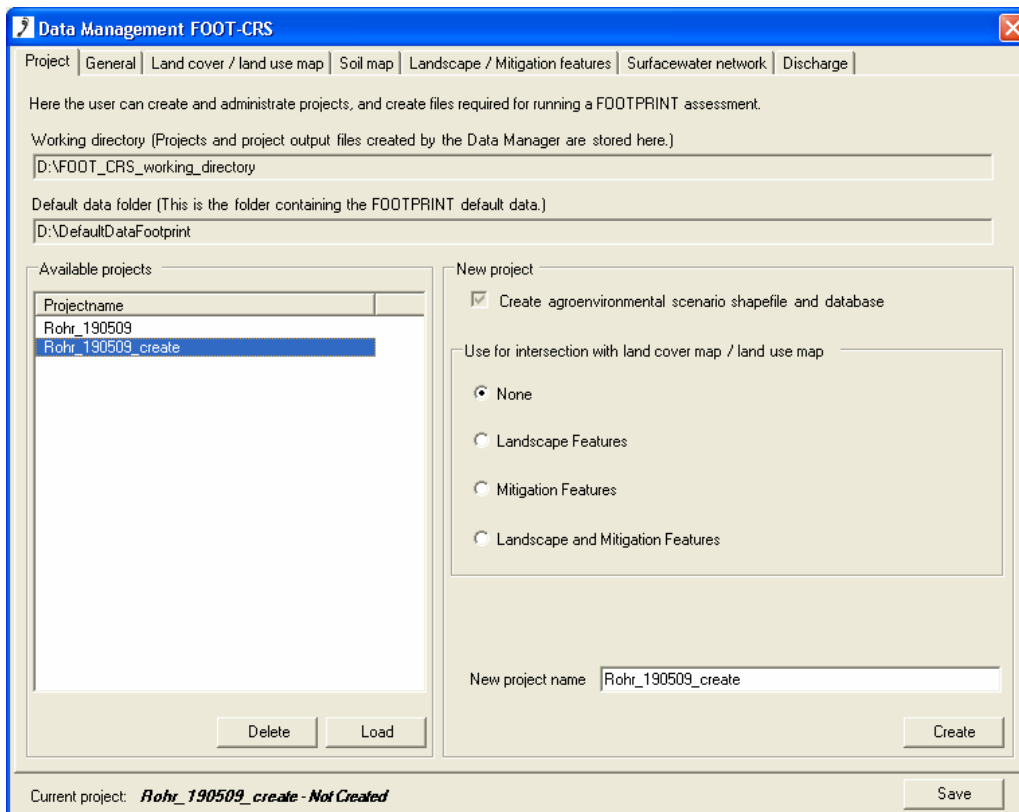 Data Management FOOT-CRS
Project General Land cover / land use map Soil map Landscape / Mitigation features Surfacewater network Discharge
Here the user can create and administrate projects, and create files required for running a FOOTPRINT assessment.
Working directory (Projects and project output files created by the Data Manager are stored here.)
D:\FOOT_CRS_working_directory
Default data folder (This is the folder containing the FOOTPRINT default data.)
D:\DefaultDataFootprint
Available projects
Projectname
Rohr_190509
Rohr_190509_create
Delete Load
New project
Create agroenvironmental scenario shapefile and database
Use for intersection with land cover map / land use map
None
Landscape Features
Mitigation Features
Landscape and Mitigation Features
New project name Rohr_190509_create
Create
Current project: Rohr_190509_create - Not Created
Save